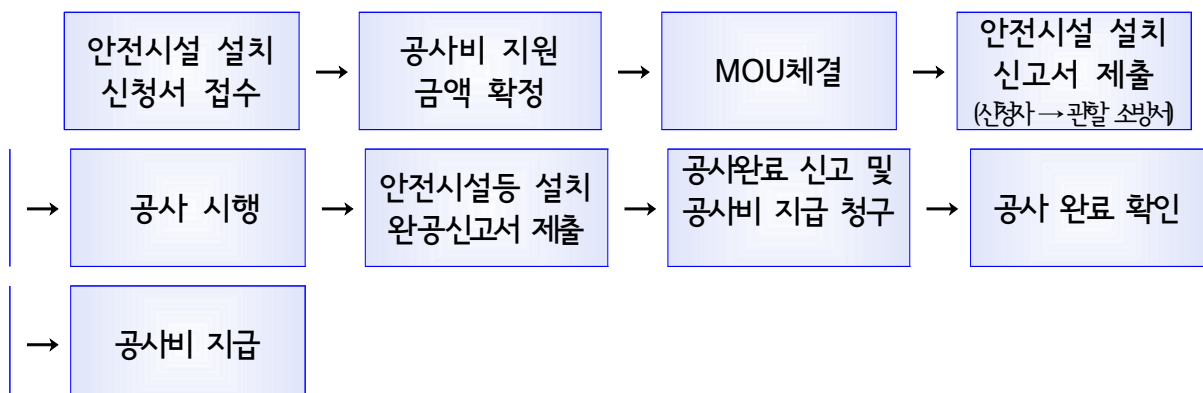 안전시설 설치
신청서 접수
→
공사비 지원
금액 확정
→
MOU체결
→
안전시설 설치
신고서 제출
(신청자 → 관할 소방서)
→
공사 시행
→
안전시설등 설치
완공신고서 제출
→
공사완료 신고 및
공사비 지급 청구
→
공사 완료 확인
→
공사비 지급